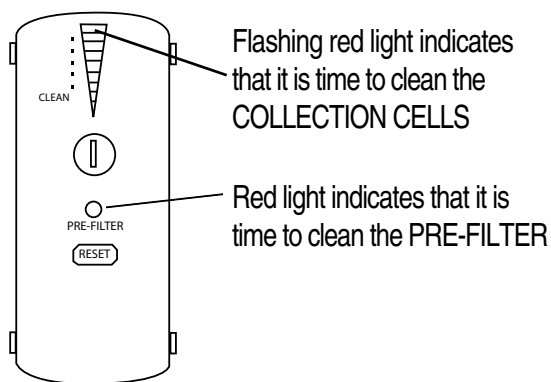 Flashing red light indicates
that it is time to clean the
COLLECTION CELLS
CLEAN
Red light indicates that it is
time to clean the PRE-FILTER
PRE-FILTER
RESET